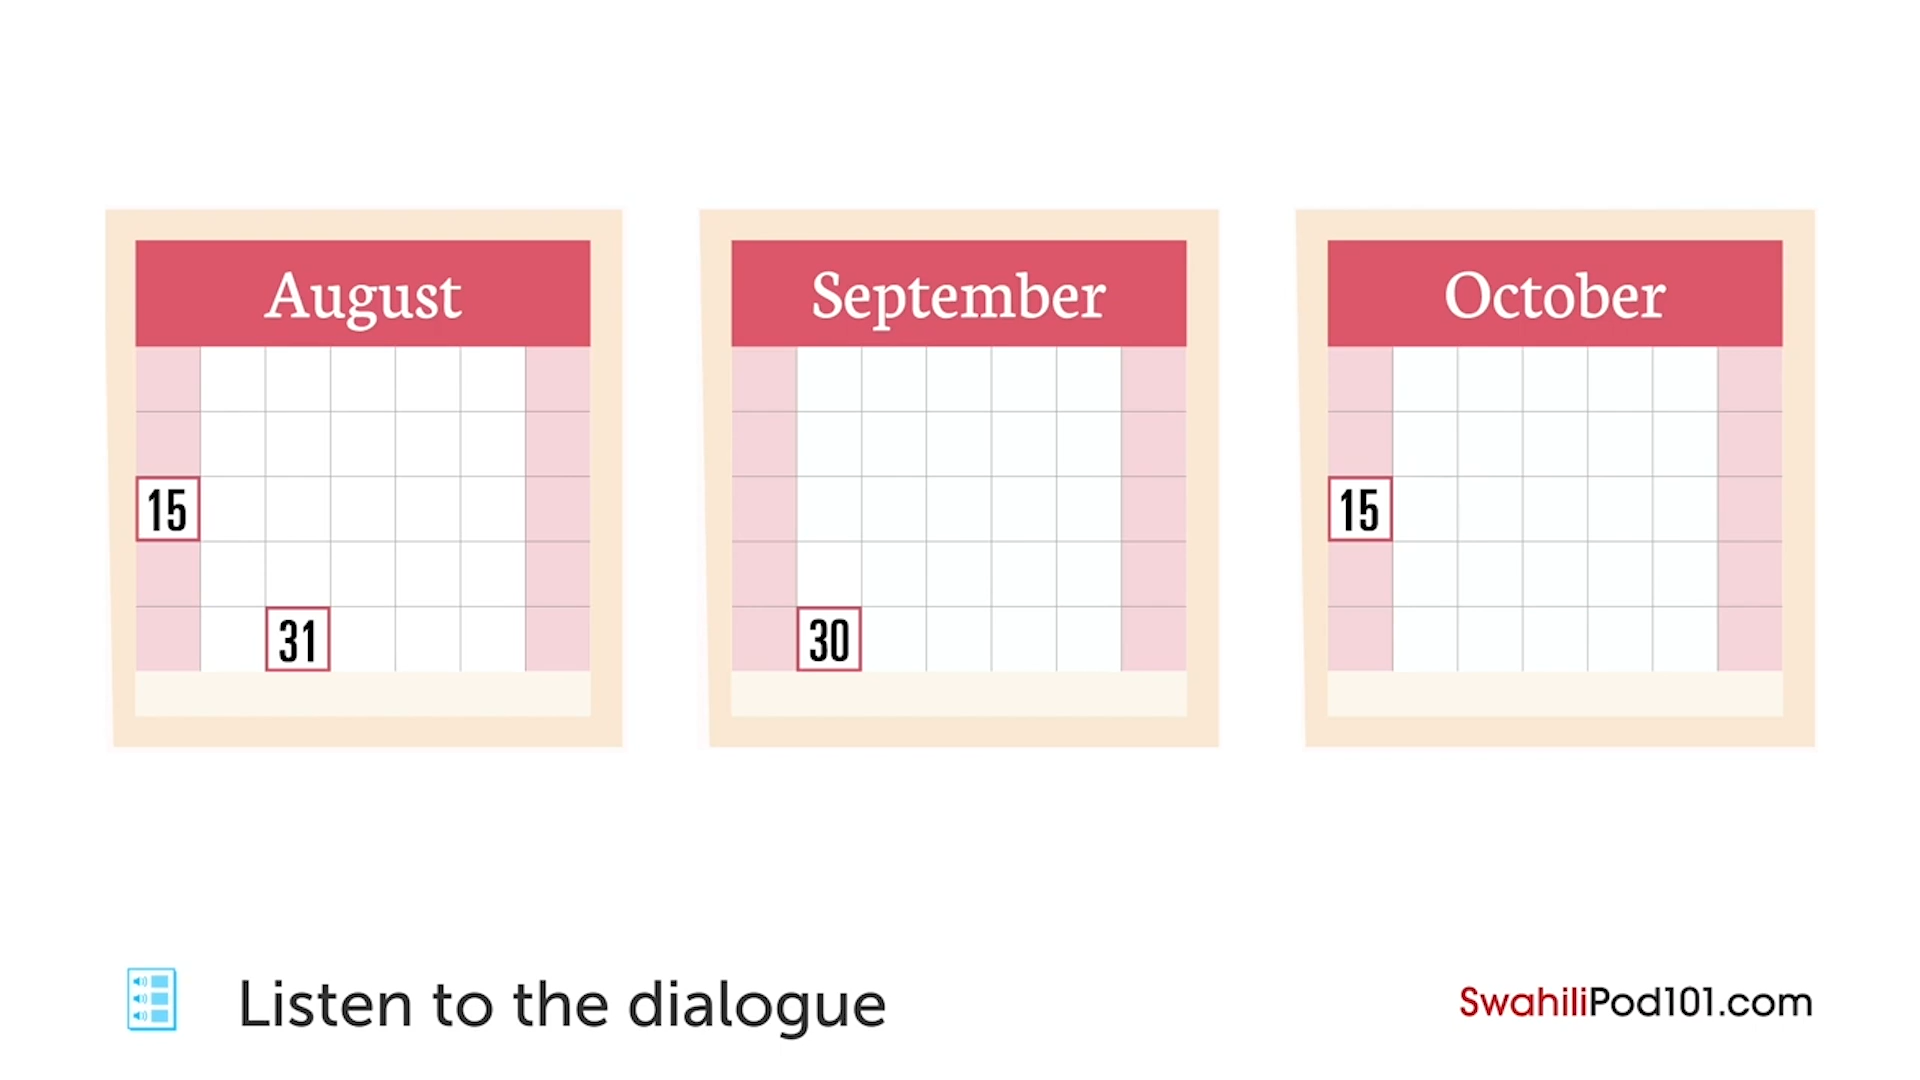 August
15
31
September
30
October
15
Listen to the dialogue
SwahiliPod101.com